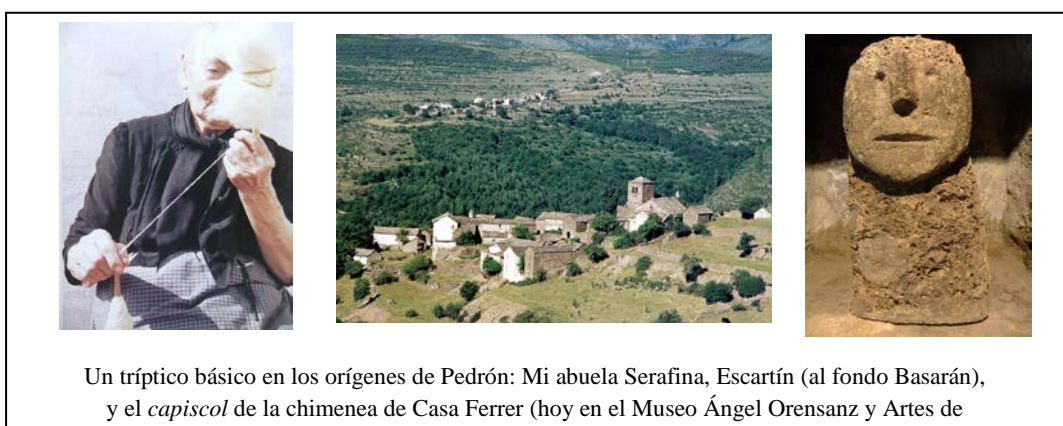 Un tríptico básico en los orígenes de Pedrón: Mi abuela Serafina, Escartín (al fondo Basarán),
y el capiscol de la chimenea de Casa Ferrer (hoy en el Museo Ángel Orensanz y Artes de